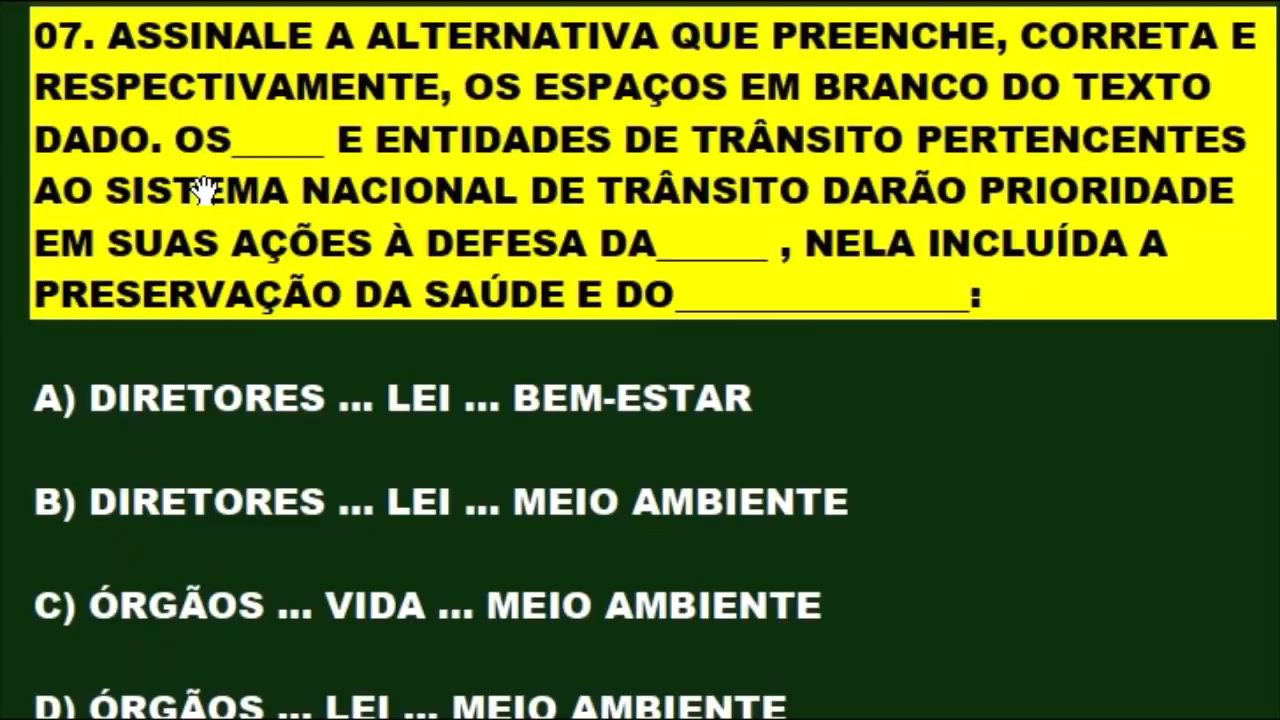 07. ASSINALE A ALTERNATIVA QUE PREENCHE, CORRETA E
RESPECTIVAMENTE, OS ESPAÇOS EM BRANCO DO TEXTO
DADO. OS_____ E ENTIDADES DE TRÂNSITO PERTENCENTES
AO SISTEMA NACIONAL DE TRÂNSITO DARÃO PRIORIDADE
EM SUAS AÇÕES À DEFESA DA______ , NELA INCLUÍDA A
PRESERVAÇÃO DA SAÚDE E DO________________:
A) DIRETORES ... LEI ... BEM-ESTAR
B) DIRETORES ... LEI ... MEIO AMBIENTE
C) ÓRGÃOS ... VIDA ... MEIO AMBIENTE
D) ÓRGÃOS ... LEI ... MEIO AMBIENTE